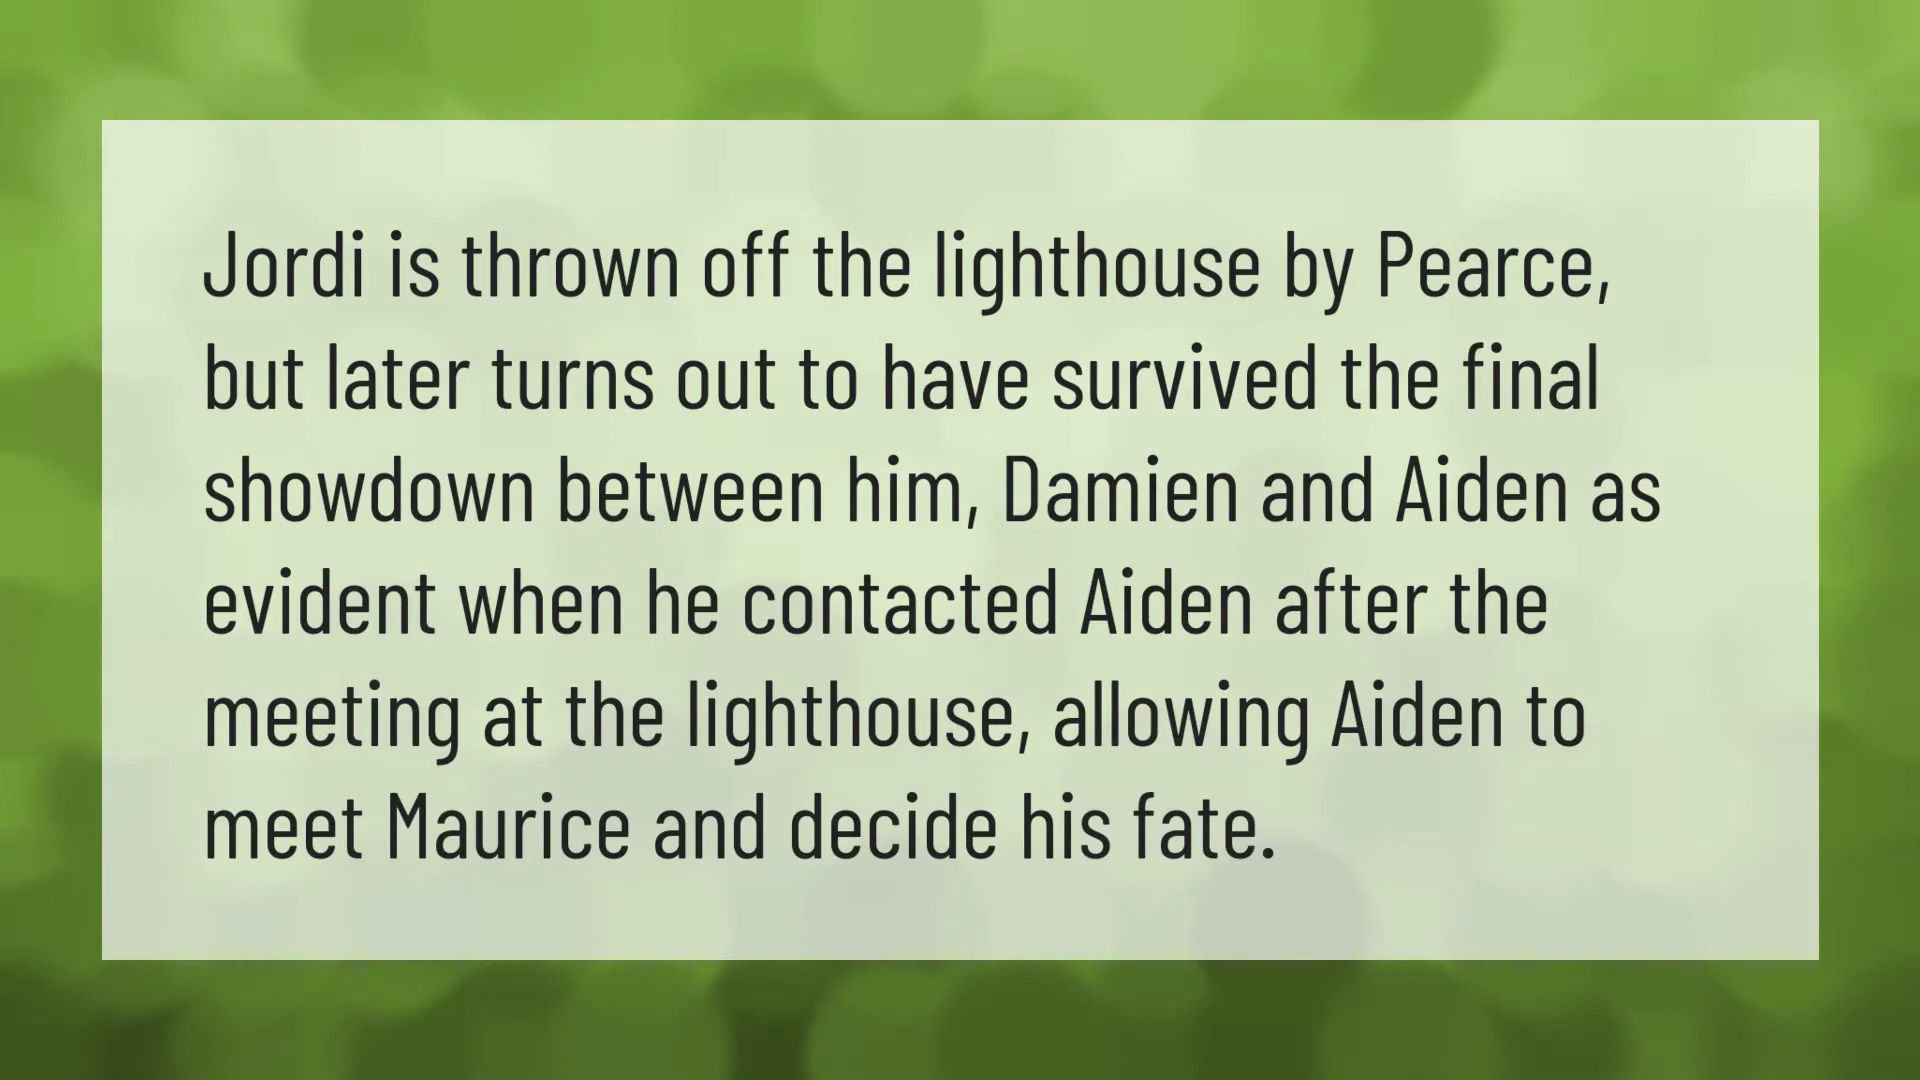 Jordi is thrown off the lighthouse by Pearce,
but later turns out to have survived the final
showdown between him, Damien and Aiden as
evident when he contacted Aiden after the
meeting at the lighthouse, allowing Aiden to
meet Maurice and decide his fate.